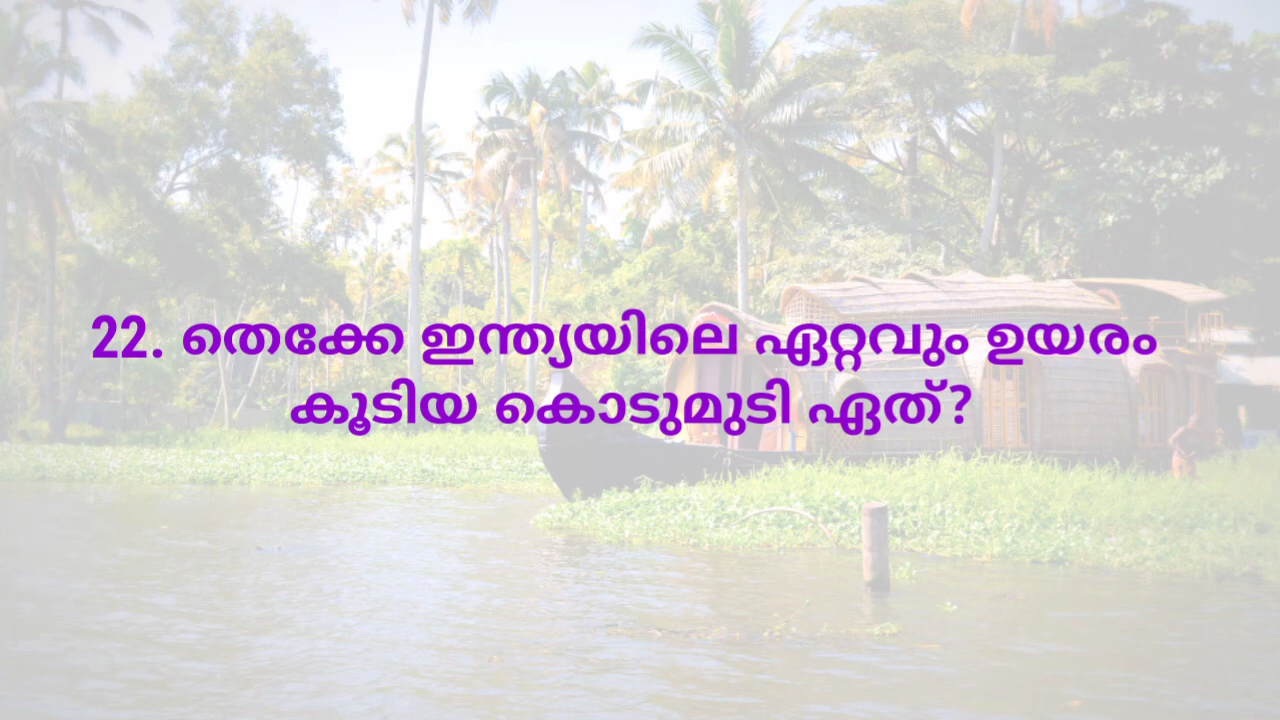 22. തെക്കേ ഇന്ത്യയിലെ ഏറ്റവും ഉയരം
കൂടിയ കൊടുമുടി ഏത്?